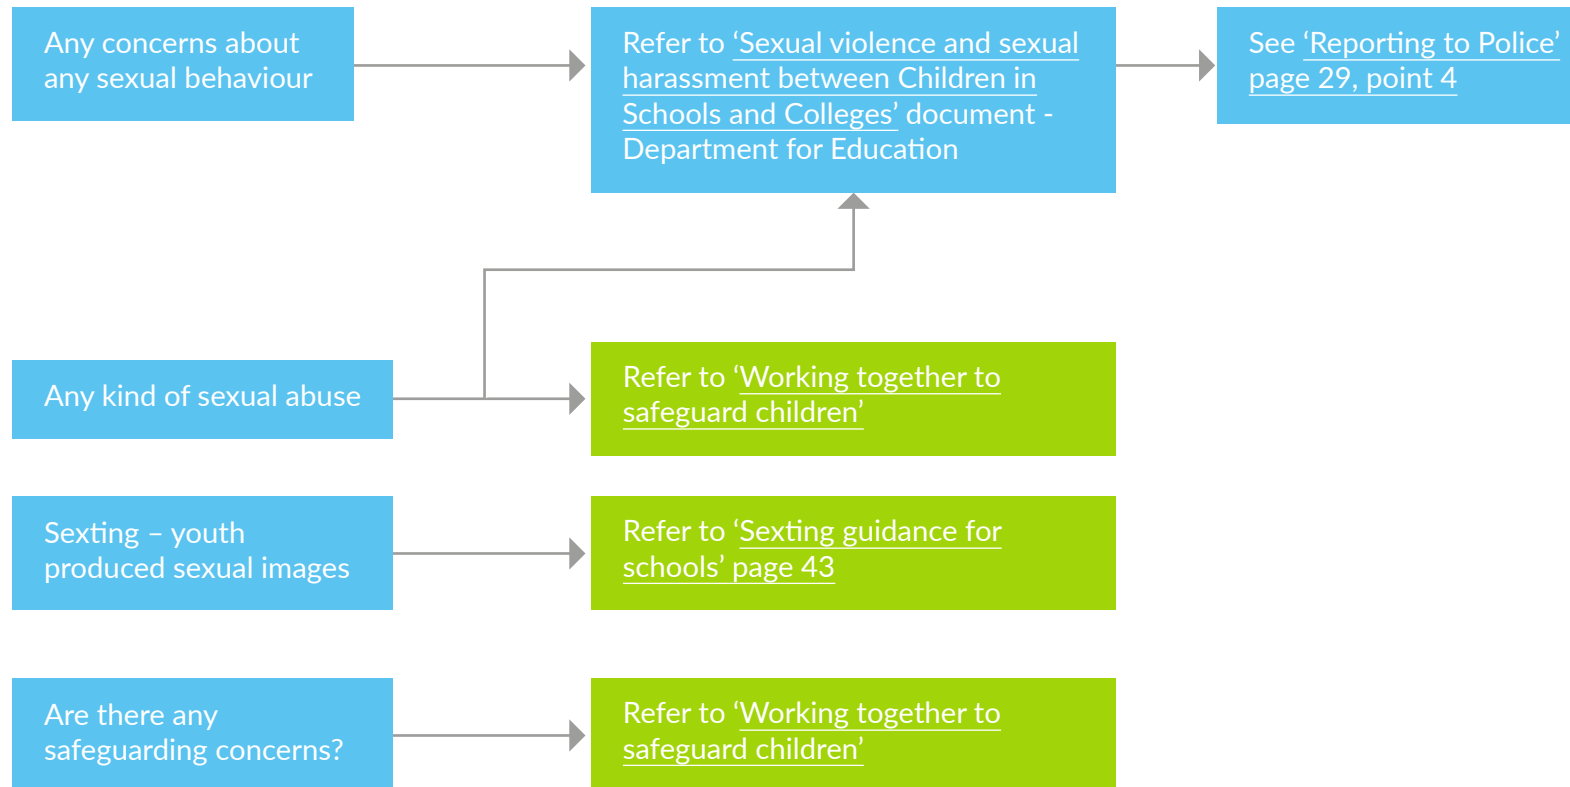 Any concerns about
any sexual behaviour
Refer to ‘Sexual violence and sexual
harassment between Children in
Schools and Colleges’ document -
Department for Education
See ‘Reporting to Police’
page 29, point 4
Any kind of sexual abuse
Refer to ‘Working together to
safeguard children’
Sexting – youth
produced sexual images
Refer to ‘Sexting guidance for
schools’ page 43
Are there any
safeguarding concerns?
Refer to ‘Working together to
safeguard children’